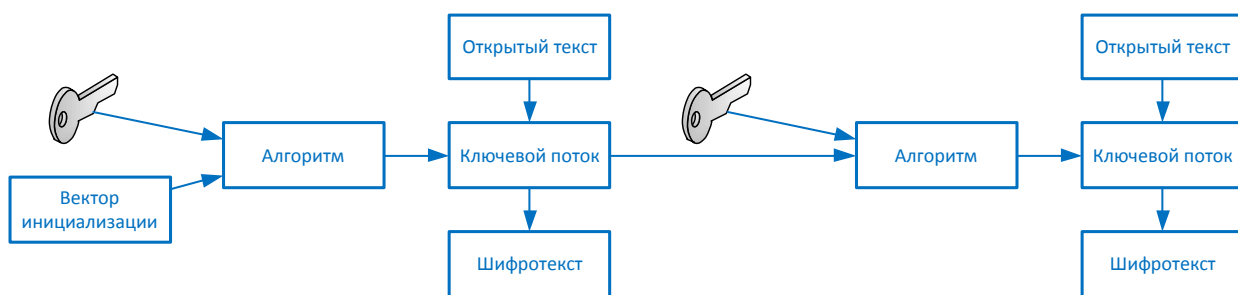 Открытый текст
Открытый текст
Алгоритм
Ключевой поток
Алгоритм
Ключевой поток
Вектор
инициализации
Шифротекст
Шифротекст